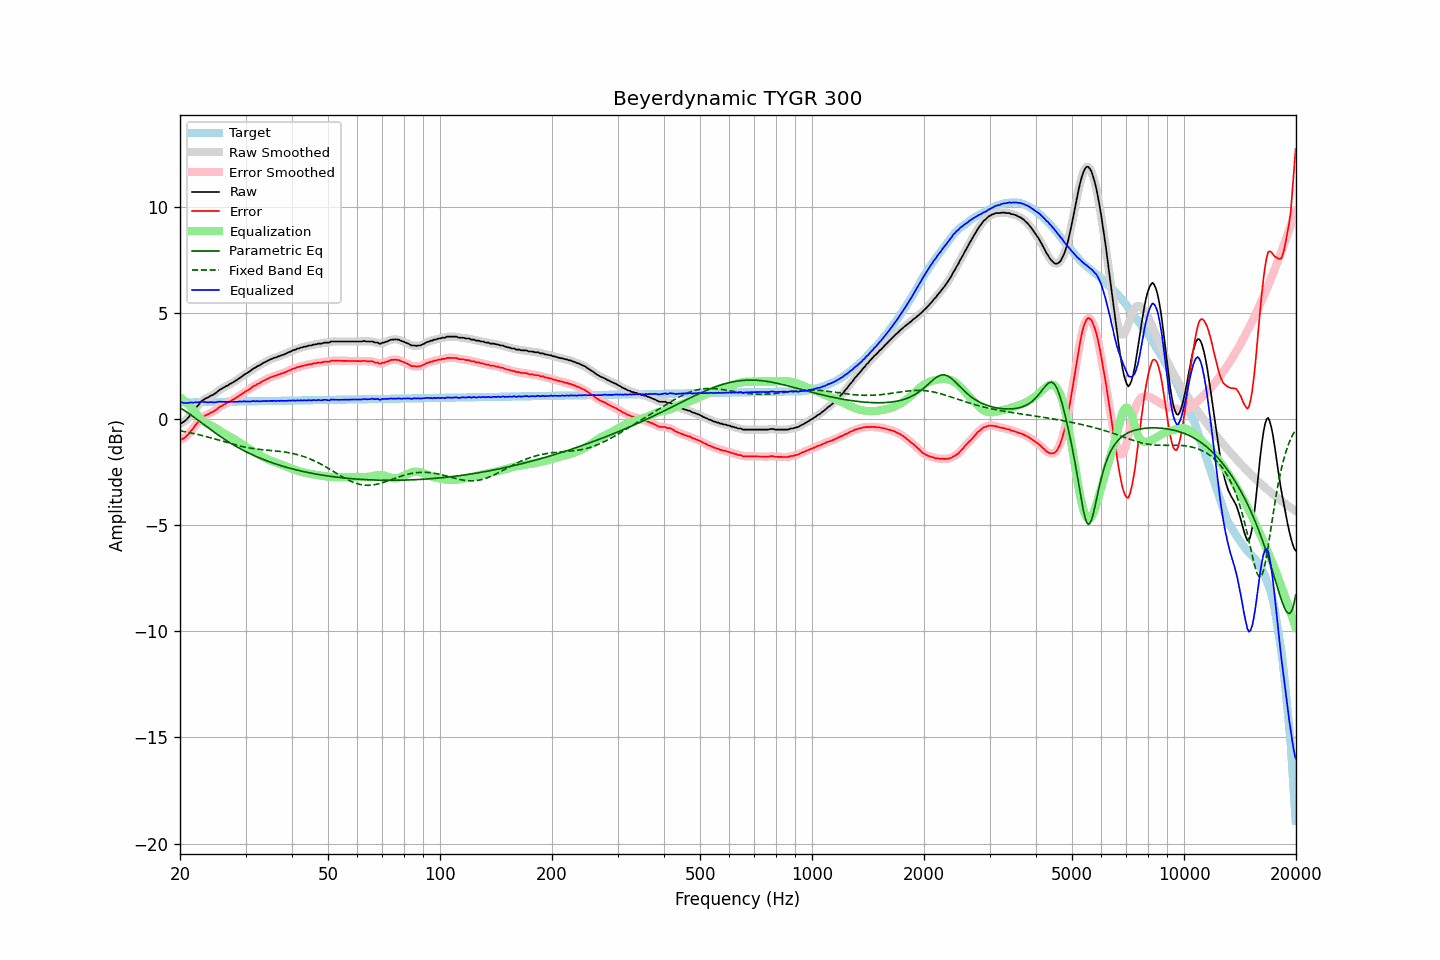 Beyerdynamic TYGR 300
Target
Raw Smoothed
Error Smoothed
Raw
Error
Equalization
Parametric Eq
Fixed Band Eq
Equalized
Amplitude (dBr)
10
5
0
−5
−10
−15
−20
20
50
100
200
500
1000
2000
5000
10000
20000
Frequency (Hz)